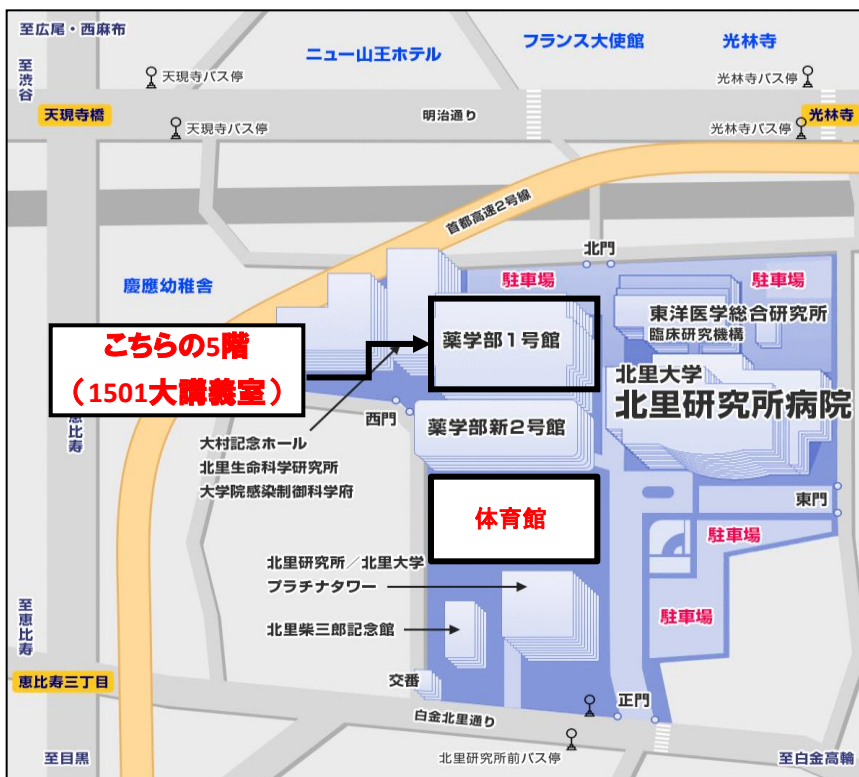 至広尾・西麻布
至渋谷
ニュー山王ホテル
フランス大使館
光林寺
天現寺バス停
光林寺バス停
天現寺橋
明治通り
光林寺
天現寺バス停
光林寺バス停
首都高速2号線
北門
慶應幼稚舎
駐車場
駐車場
東洋医学総合研究所
臨床研究機構
薬学部1号館
こちらの5階
（1501大講義室）
北里大学
北里研究所病院
恵比寿
西門
薬学部新2号館
大村記念ホール
北里生命科学研究所
大学院感染制御科学府
東門
体育館
駐車場
北里研究所／北里大学
プラチナタワー
至恵比寿
駐車場
北里柴三郎記念館
恵比寿三丁目
交番
正門
白金北里通り
至目黒
北里研究所前バス停
至白金高輪